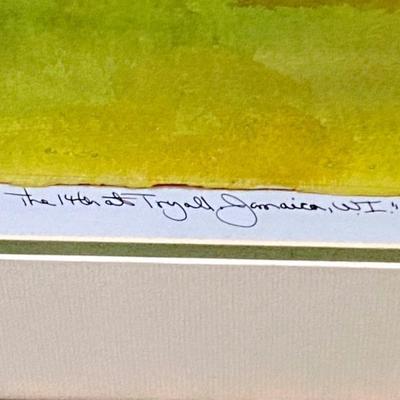 The 14th at Tryall, Jamaica, W.I."